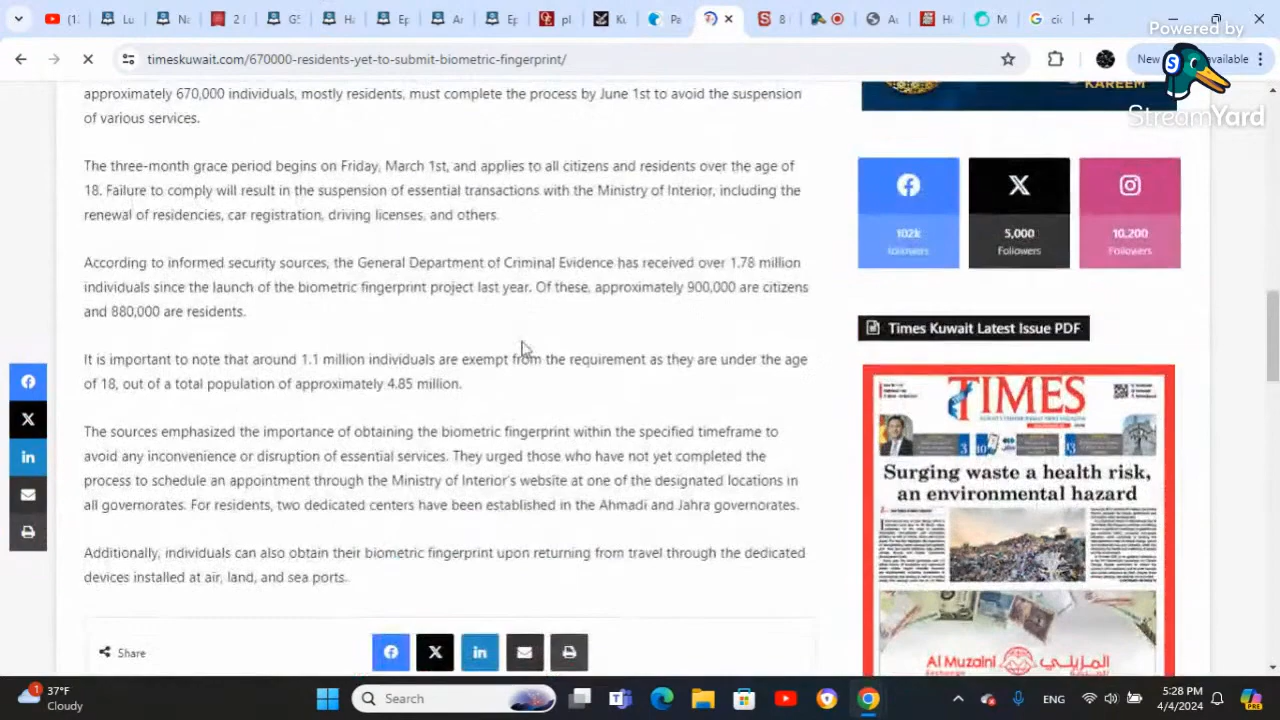 Powered by
StreamYard
timeskuwait.com/670000-residents-yet-to-submit-biometric-fingerprint/
New
available
KAREEM
approximately 670,000 individuals, mostly residents, must complete the process by June 1st to avoid the suspension
of various services.
The three-month grace period begins on Friday, March 1st, and applies to all citizens and residents over the age of
18. Failure to comply will result in the suspension of essential transactions with the Ministry of Interior, including the
renewal of residencies, car registration, driving licenses, and others.
According to informed security sources, the General Department of Criminal Evidence has received over 1.78 million
individuals since the launch of the biometric fingerprint project last year. Of these, approximately 900,000 are citizens
and 880,000 are residents.
It is important to note that around 1.1 million individuals are exempt from the requirement as they are under the age
of 18, out of a total population of approximately 4.85 million.
The sources emphasized the importance of obtaining the biometric fingerprint within the specified timeframe to
avoid any inconvenience or disruption of essential services. They urged those who have not yet completed the
process to schedule an appointment through the Ministry of Interior's website at one of the designated locations in
all governorates. For residents, two dedicated centers have been established in the Ahmadi and Jahra governorates.
Additionally, individuals can also obtain their biometric fingerprint upon returning from travel through the dedicated
devices installed at air, land, and sea ports.
Share
102k
followers
5,000
Followers
10,200
Followers
Times Kuwait Latest Issue PDF
TIMES
Surging waste a health risk,
an environmental hazard
Al Muzaini
Exchange
المزيني
37°F
Cloudy
Search
ENG
5:28 PM
4/4/2024